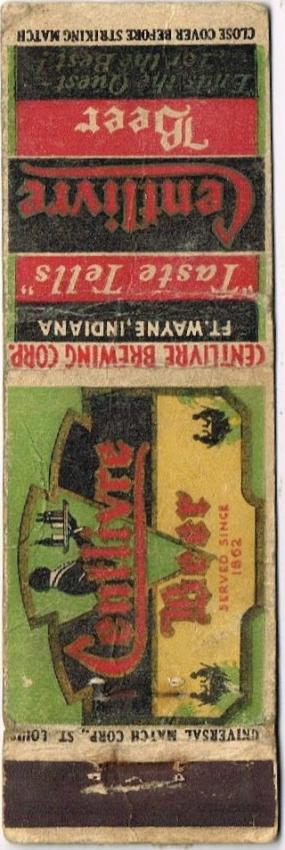 CLOSE COVER BEFORE STRIKING MATCH
Ends the Quest-
for the Best!
Beer
Centlivre
"Taste Tells"
FT. WAYNE, INDIANA
CENTLIVRE BREWING CORP.
Centlivre
Beer
SERVED SINCE
1862
UNIVERSAL MATCH CORP., ST. LOUIS